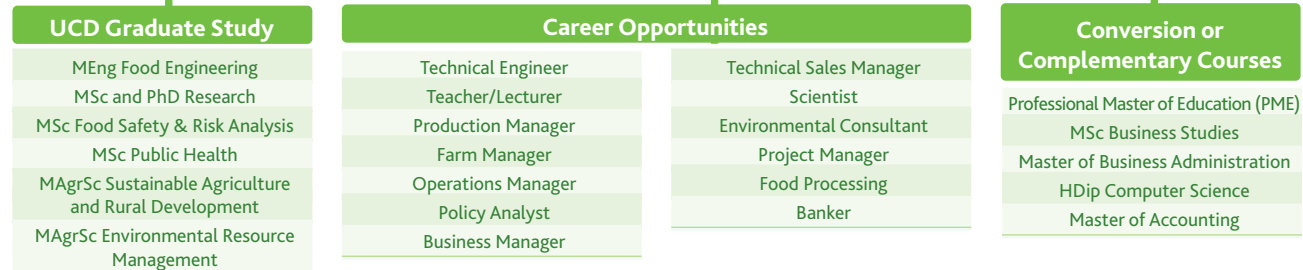 UCD Graduate Study
MEng Food Engineering
MSc and PhD Research
MSc Food Safety & Risk Analysis
MSc Public Health
MAgrSc Sustainable Agriculture
and Rural Development
MAgrSc Environmental Resource
Management
Career Opportunities
Technical Engineer
Teacher/Lecturer
Production Manager
Farm Manager
Operations Manager
Policy Analyst
Business Manager
Technical Sales Manager
Scientist
Environmental Consultant
Project Manager
Food Processing
Banker
Conversion or
Complementary Courses
Professional Master of Education (PME)
MSc Business Studies
Master of Business Administration
HDip Computer Science
Master of Accounting